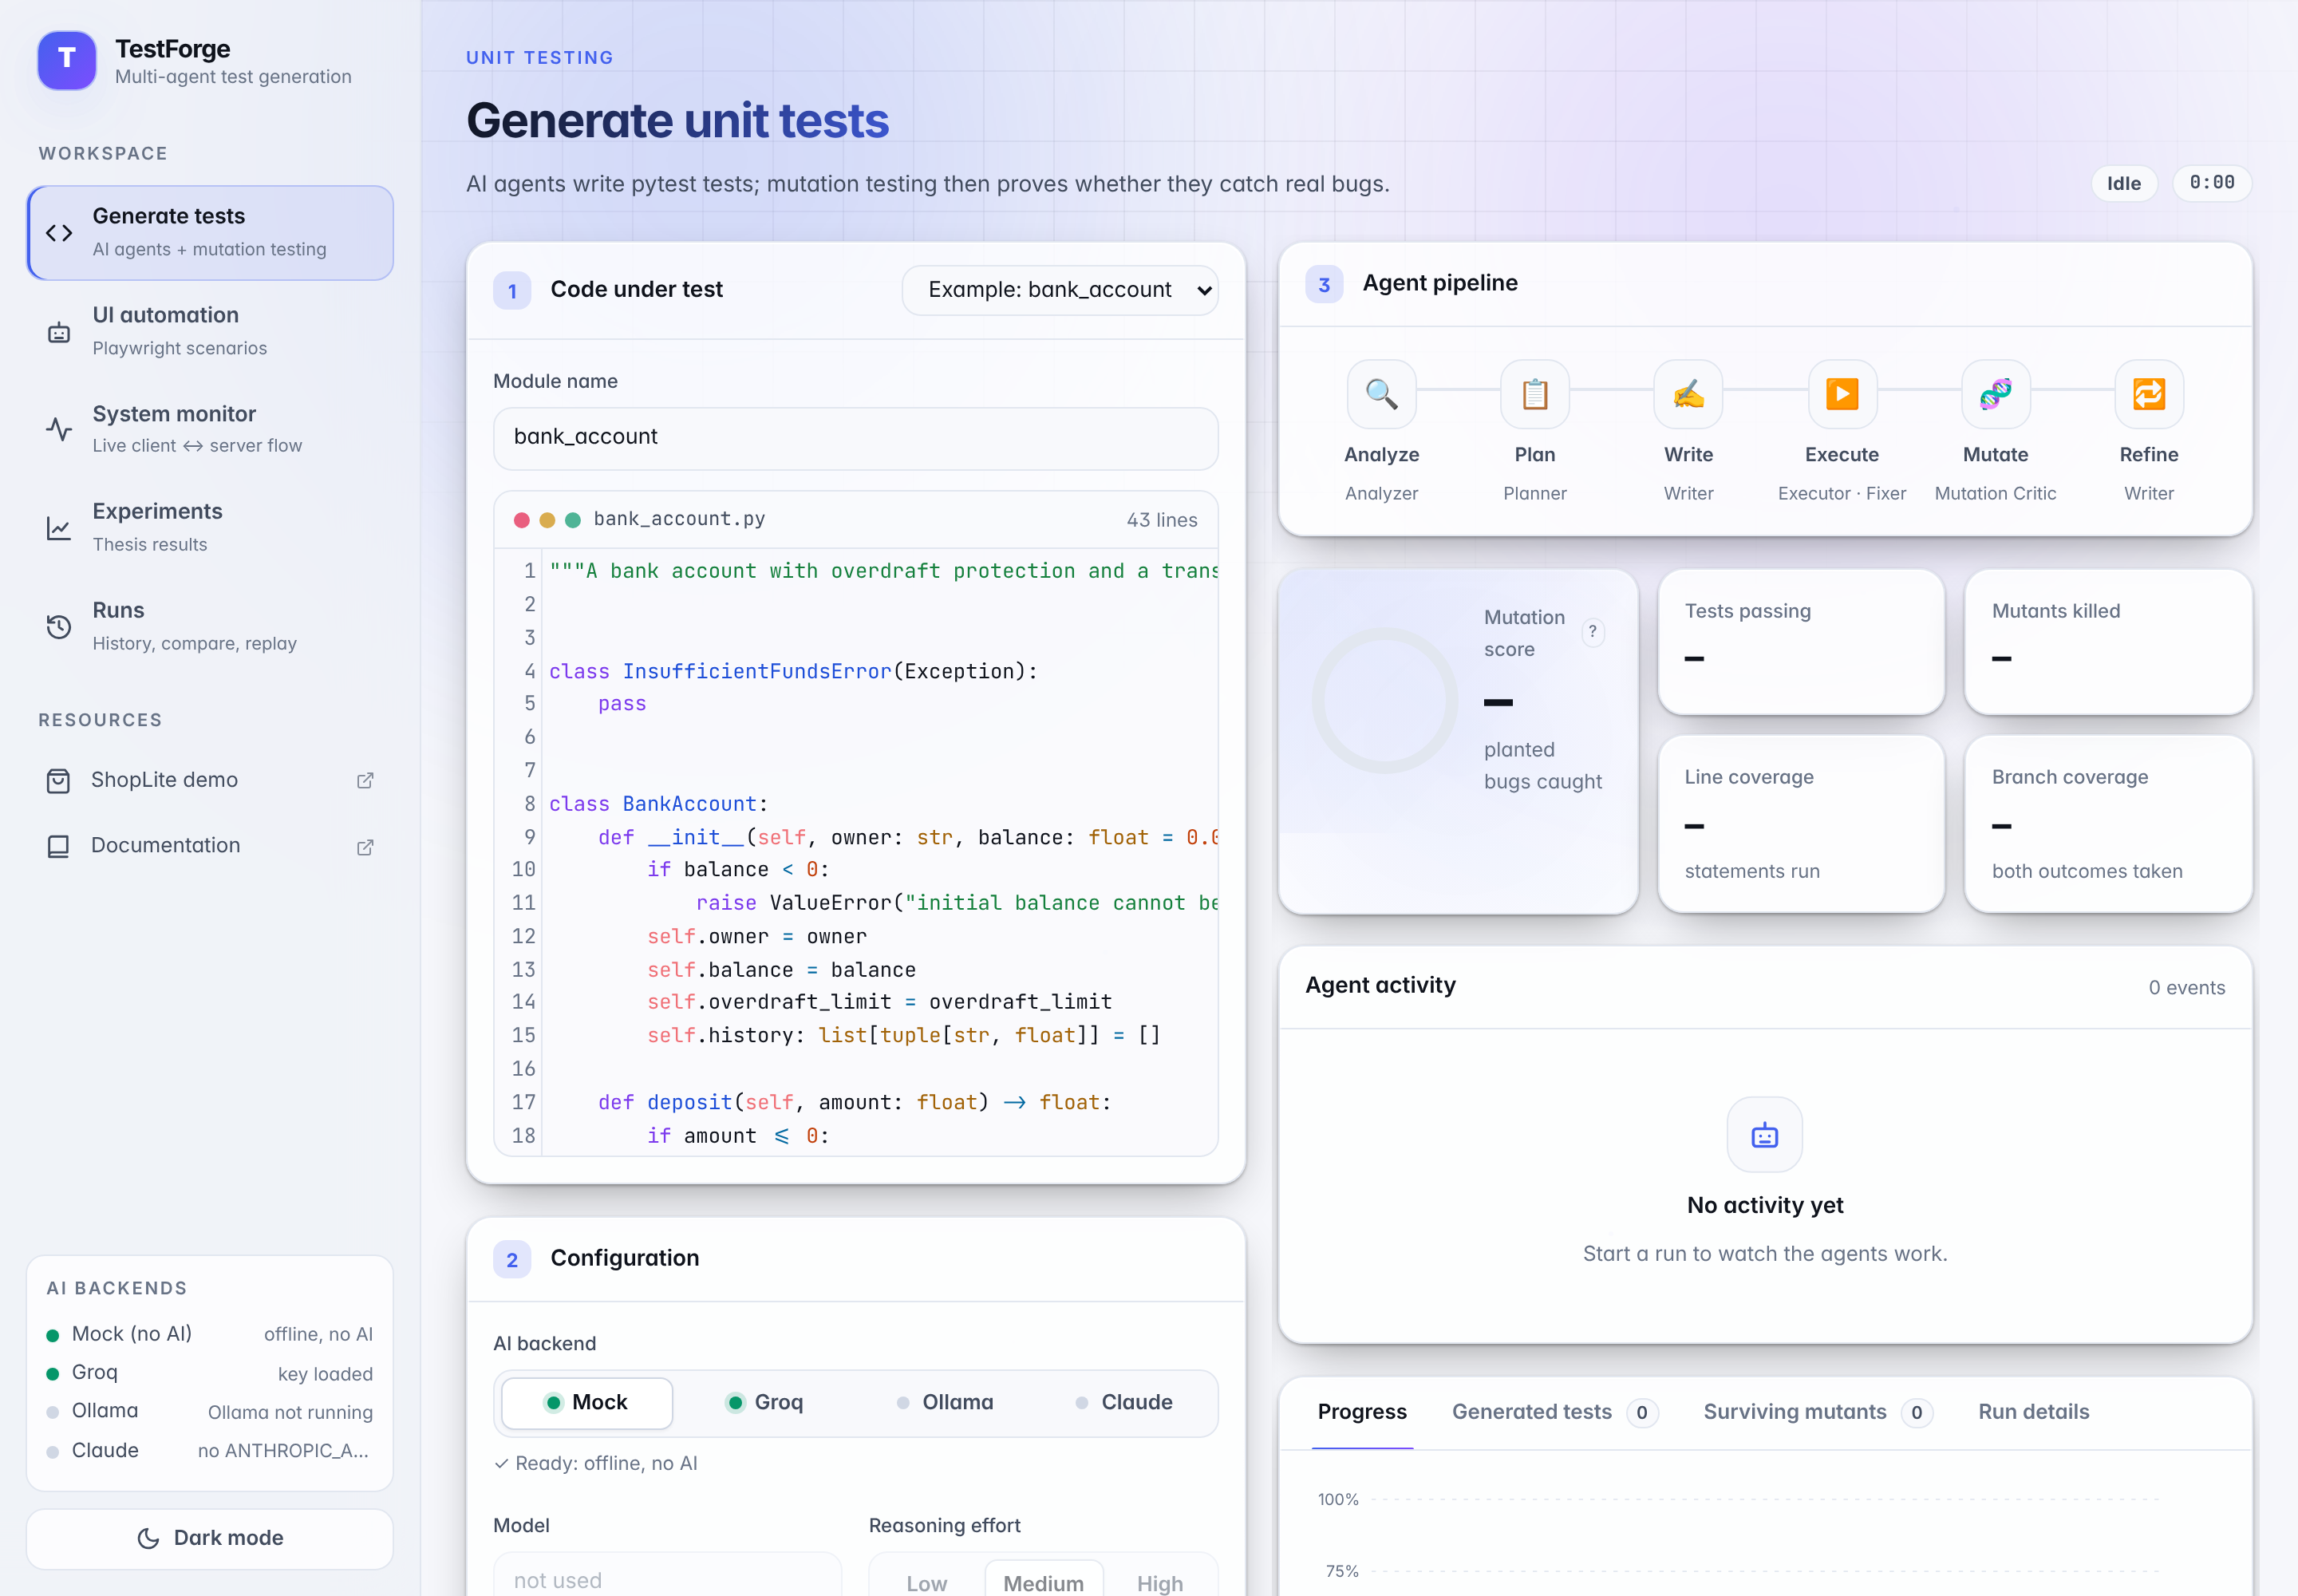 T
TestForge
Multi-agent test generation
WORKSPACE
Generate tests
AI agents + mutation testing
UI automation
Playwright scenarios
System monitor
Live client ↔ server flow
Experiments
Thesis results
Runs
History, compare, replay
RESOURCES
ShopLite demo
Documentation
AI BACKENDS
Mock (no AI) offline, no AI
Groq key loaded
Ollama Ollama not running
Claude no ANTHROPIC_A...
Dark mode
UNIT TESTING
Generate unit tests
AI agents write pytest tests; mutation testing then proves whether they catch real bugs.
Idle 0:00
1 Code under test Example: bank_account
Module name
bank_account
bank_account.py 43 lines
1 """A bank account with overdraft protection and a trans
2
3
4 class InsufficientFundsError(Exception):
5     pass
6
7
8 class BankAccount:
9     def __init__(self, owner: str, balance: float = 0.0
10         if balance < 0:
11             raise ValueError("initial balance cannot be
12         self.owner = owner
13         self.balance = balance
14         self.overdraft_limit = overdraft_limit
15         self.history: list[tuple[str, float]] = []
16
17     def deposit(self, amount: float) -> float:
18         if amount <= 0:
2 Configuration
AI backend
Mock Groq Ollama Claude
✓ Ready: offline, no AI
Model Reasoning effort
not used Low Medium High
3 Agent pipeline
Analyze Plan Write Execute Mutate Refine
Analyzer Planner Writer Executor · Fixer Mutation Critic Writer
Mutation score ?
–
planted bugs caught
Tests passing
–
Mutants killed
–
Line coverage
–
statements run
Branch coverage
–
both outcomes taken
Agent activity 0 events
No activity yet
Start a run to watch the agents work.
Progress Generated tests 0 Surviving mutants 0 Run details
100%
75%